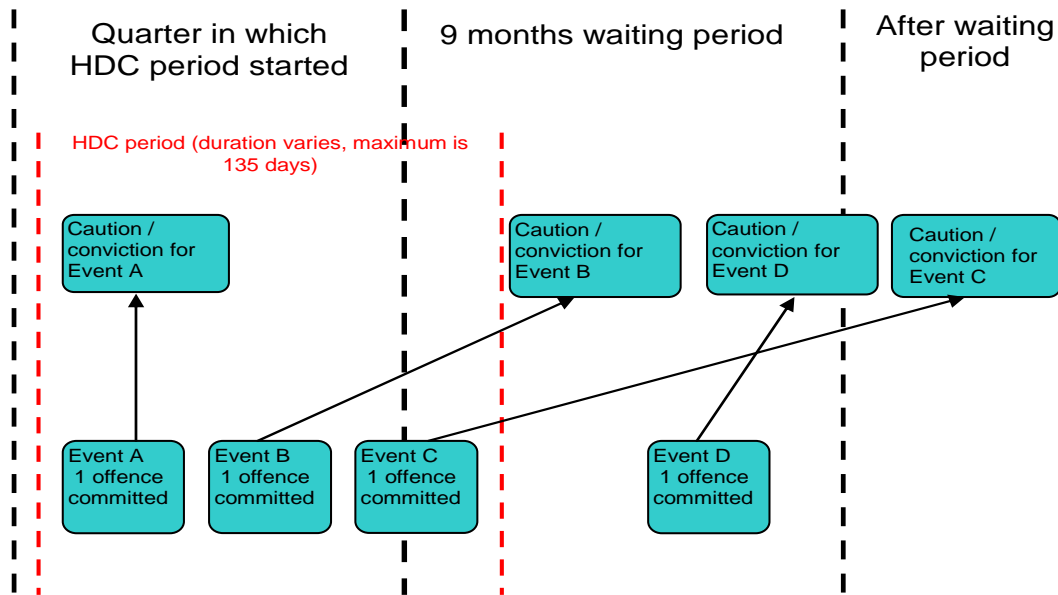 Quarter in which
HDC period started
9 months waiting period
After waiting
period
HDC period (duration varies, maximum is
135 days)
Caution /
conviction for
Event A
Caution /
conviction for
Event B
Caution /
conviction for
Event D
Caution /
conviction for
Event C
Event A
1 offence
committed
Event B
1 offence
committed
Event C
1 offence
committed
Event D
1 offence
committed